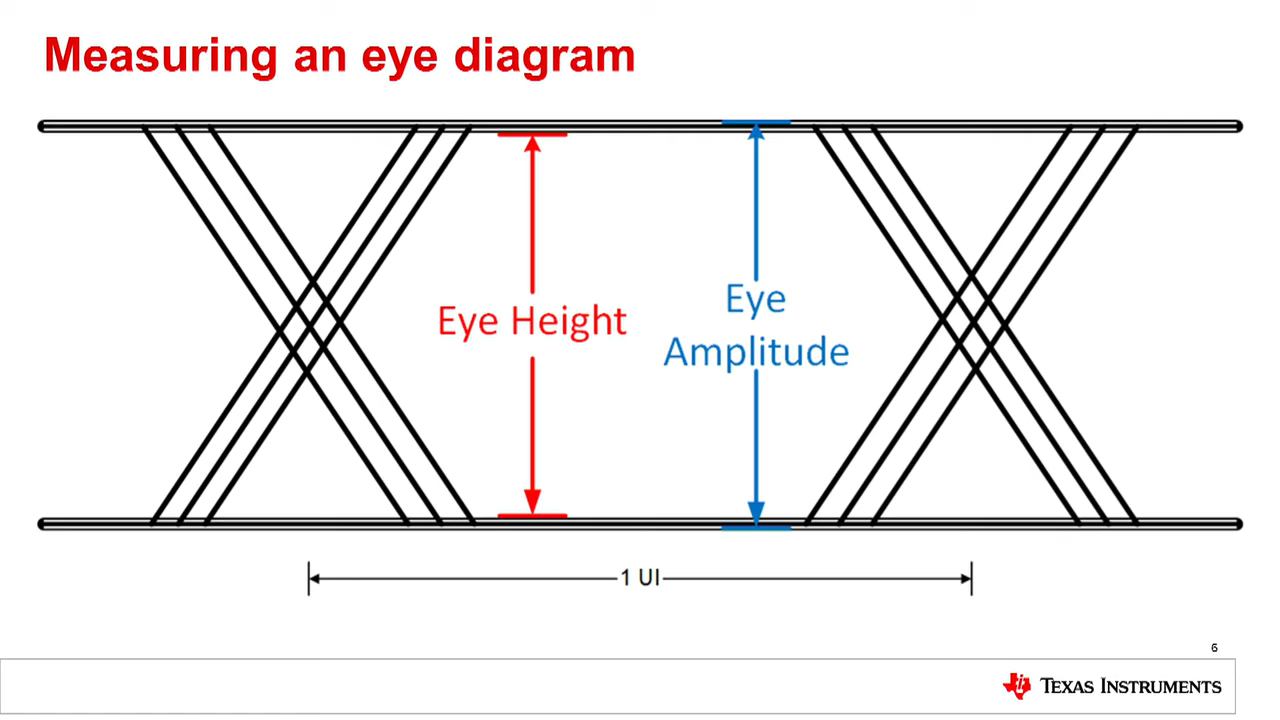 Measuring an eye diagram
Eye Height
Eye
Amplitude
1 UI
6
TEXAS INSTRUMENTS